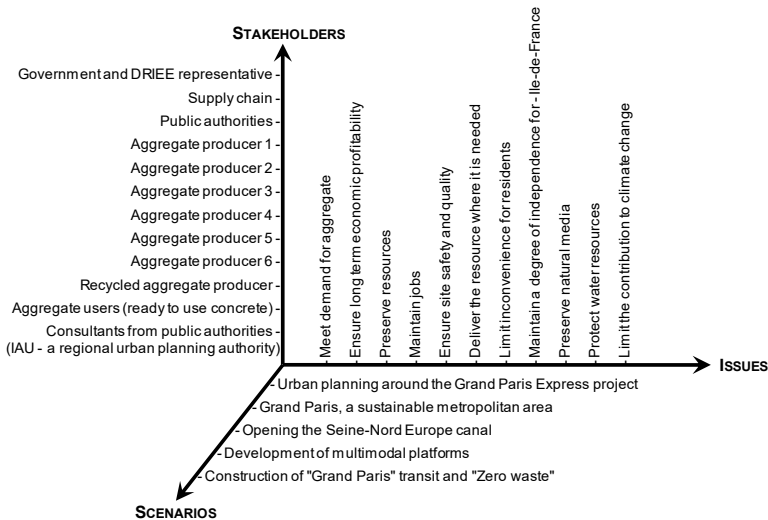 STAKEHOLDERS
Government and DRIEE representative
Supply chain
Public authorities
Aggregate producer 1
Aggregate producer 2
Aggregate producer 3
Aggregate producer 4
Aggregate producer 5
Aggregate producer 6
Recycled aggregate producer
Aggregate users (ready to use concrete)
Consultants from public authorities
(IAU - a regional urban planning authority)
Meet demand for aggregate
Ensure long term economic profitability
Preserve resources
Maintain jobs
Ensure site safety and quality
Deliver the resource where it is needed
Limit inconvenience for residents
Maintain a degree of independence for - Ile-de-France
Preserve natural media
Protect water resources
Limit the contribution to climate change
ISSUES
Urban planning around the Grand Paris Express project
Grand Paris, a sustainable metropolitan area
Opening the Seine-Nord Europe canal
Development of multimodal platforms
Construction of "Grand Paris" transit and "Zero waste"
SCENARIOS